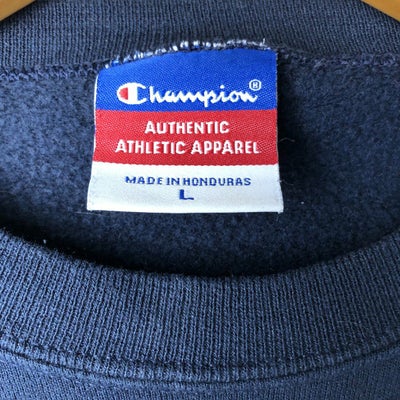 Champion®
AUTHENTIC
ATHLETIC APPAREL
MADE IN HONDURAS
L